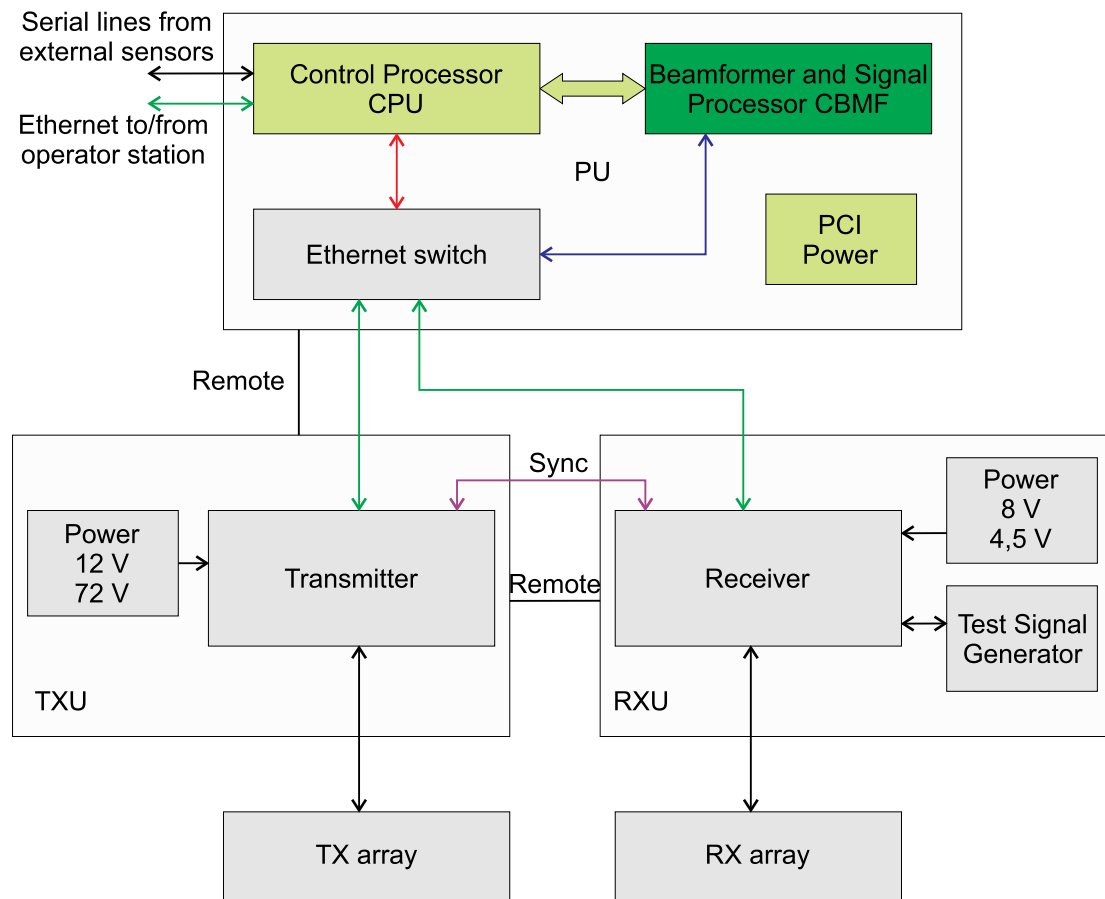 Serial lines from
external sensors
Ethernet to/from
operator station
Control Processor
CPU
Beamformer and Signal
Processor CBMF
PU
Ethernet switch
PCI
Power
Remote
Sync
Power
12 V
72 V
Transmitter
TXU
Remote
Receiver
RXU
Power
8 V
4,5 V
Test Signal
Generator
TX array
RX array